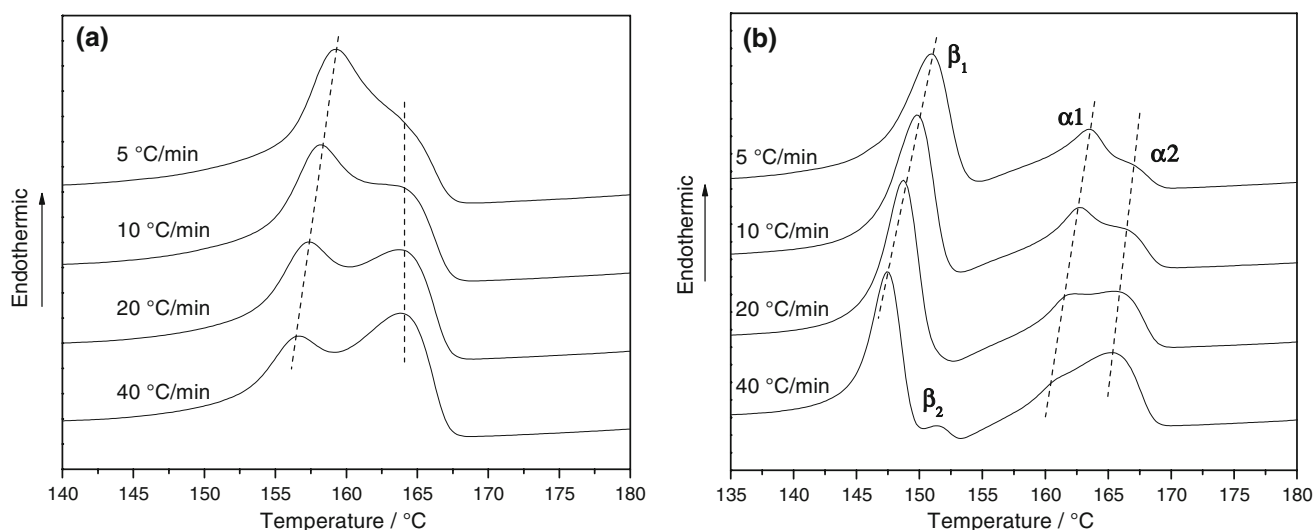 (a)
5 °C/min
10 °C/min
20 °C/min
40 °C/min
Endothermic
140 145 150 155 160 165 170 175 180
Temperature / °C
(b)
β₁
α1
α2
5 °C/min
10 °C/min
20 °C/min
40 °C/min
β₂
Endothermic
135 140 145 150 155 160 165 170 175 180
Temperature / °C